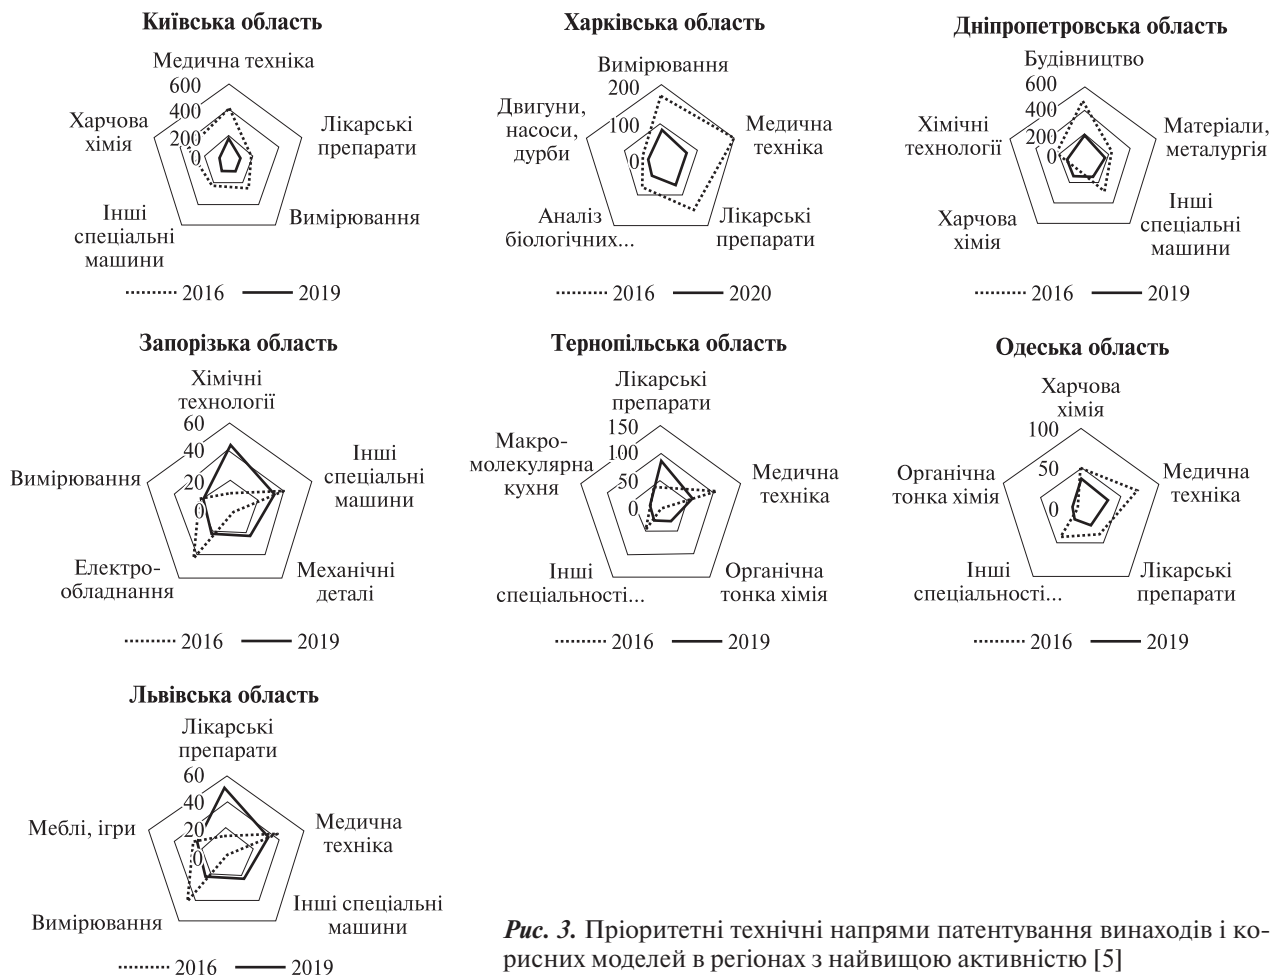 Київська область
Медична техніка
600
400
200
0
Харчова
хімія
Лікарські
препарати
Інші
спеціальні
машини
Вимірювання
2016
2019
Харківська область
Вимірювання
200
100
0
Двигуни,
насоси,
дурби
Медична
техніка
Аналіз
біологічних...
Лікарські
препарати
2016
2020
Дніпропетровська область
Будівництво
600
400
200
0
Хімічні
технології
Матеріали,
металургія
Харчова
хімія
Інші
спеціальні
машини
2016
2019
Запорізька область
Хімічні
технології
60
40
20
0
Вимірювання
Інші
спеціальні
машини
Електро-
обладнання
Механічні
деталі
2016
2019
Тернопільська область
Лікарські
препарати
150
100
50
0
Макро-
молекулярна
кухня
Медична
техніка
Інші
спеціальності...
Органічна
тонка хімія
2016
2019
Одеська область
Харчова
хімія
100
50
0
Органічна
тонка хімія
Медична
техніка
Інші
спеціальності...
Лікарські
препарати
2016
2019
Львівська область
Лікарські
препарати
60
40
20
0
Меблі, ігри
Медична
техніка
Вимірювання
Інші спеціальні
машини
2016
2019
Рис. 3. Пріоритетні технічні напрями патентування винаходів і ко-
рисних моделей в регіонах з найвищою активністю [5]